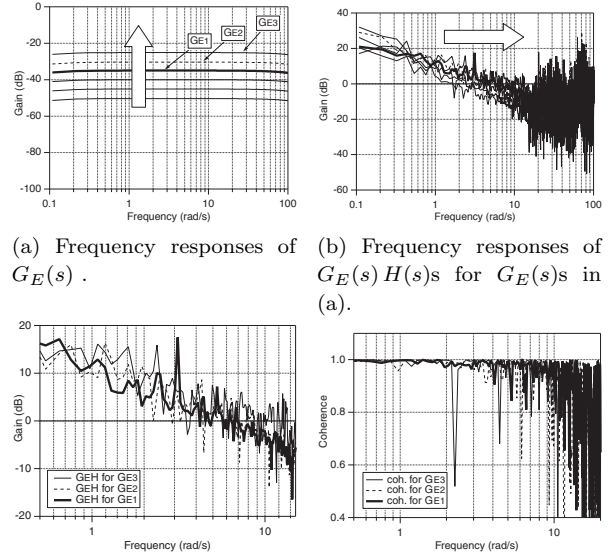 0
-20
-40
-60
-80
-100
Gain (dB)
GE1
GE2
GE3
0.1
1
10
100
Frequency (rad/s)
40
20
0
-20
-40
-60
Gain (dB)
0.1
1
10
100
Frequency (rad/s)
(a) Frequency responses of
G_E(s) .
(b) Frequency responses of
G_E(s) H(s)s for G_E(s)s in
(a).
20
10
0
-10
-20
Gain (dB)
GEH for GE3
GEH for GE2
GEH for GE1
1
10
Frequency (rad/s)
1.0
0.8
0.6
0.4
Coherence
coh. for GE3
coh. for GE2
coh. for GE1
1
10
Frequency (rad/s)